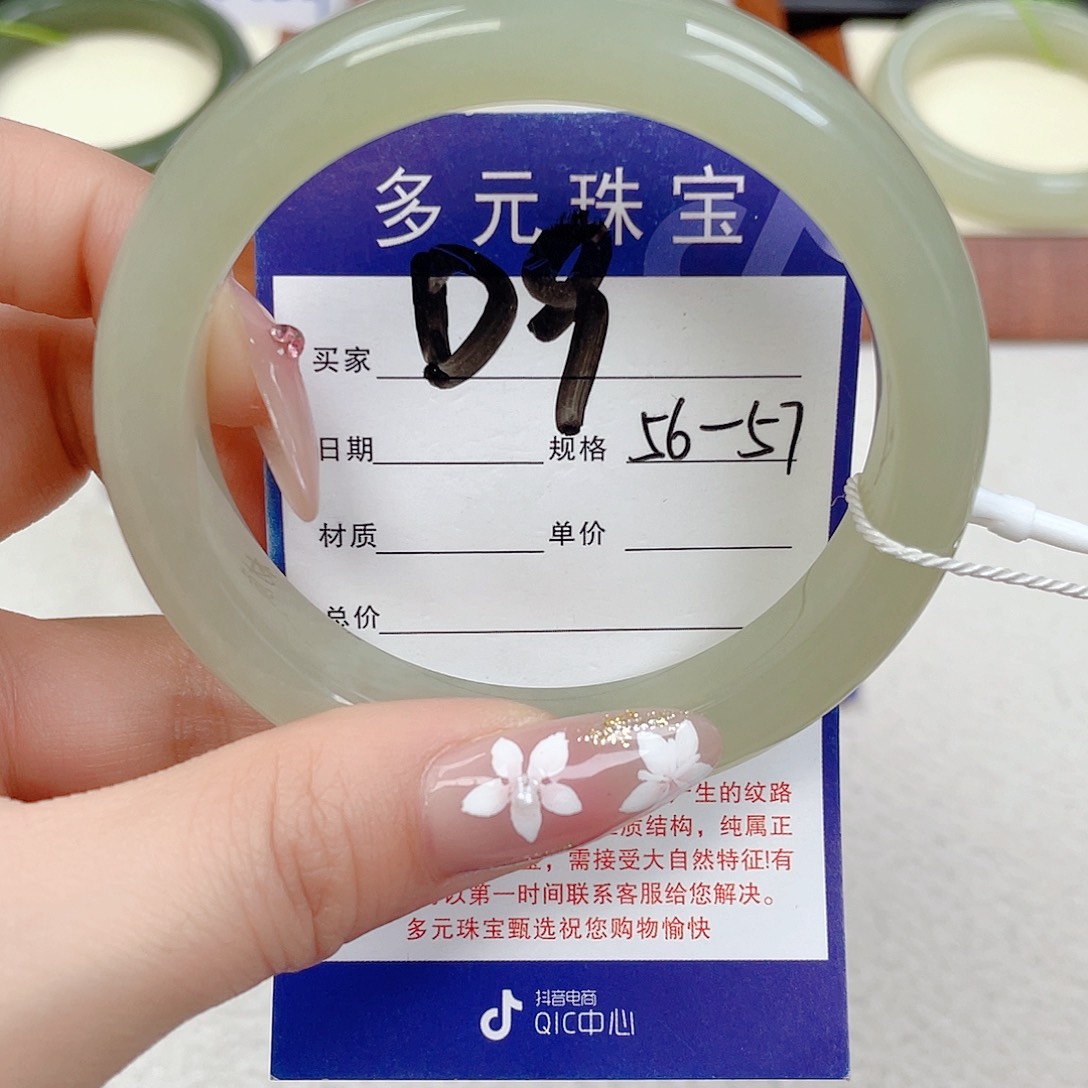 多元珠宝
D9
买家
日期 规格 56-57
材质 单价
总价
生的纹路
质结构，纯属正
，需接受大自然特征!有
以第一时间联系客服给您解决。
多元珠宝甄选祝您购物愉快
抖音电商
QIC中心